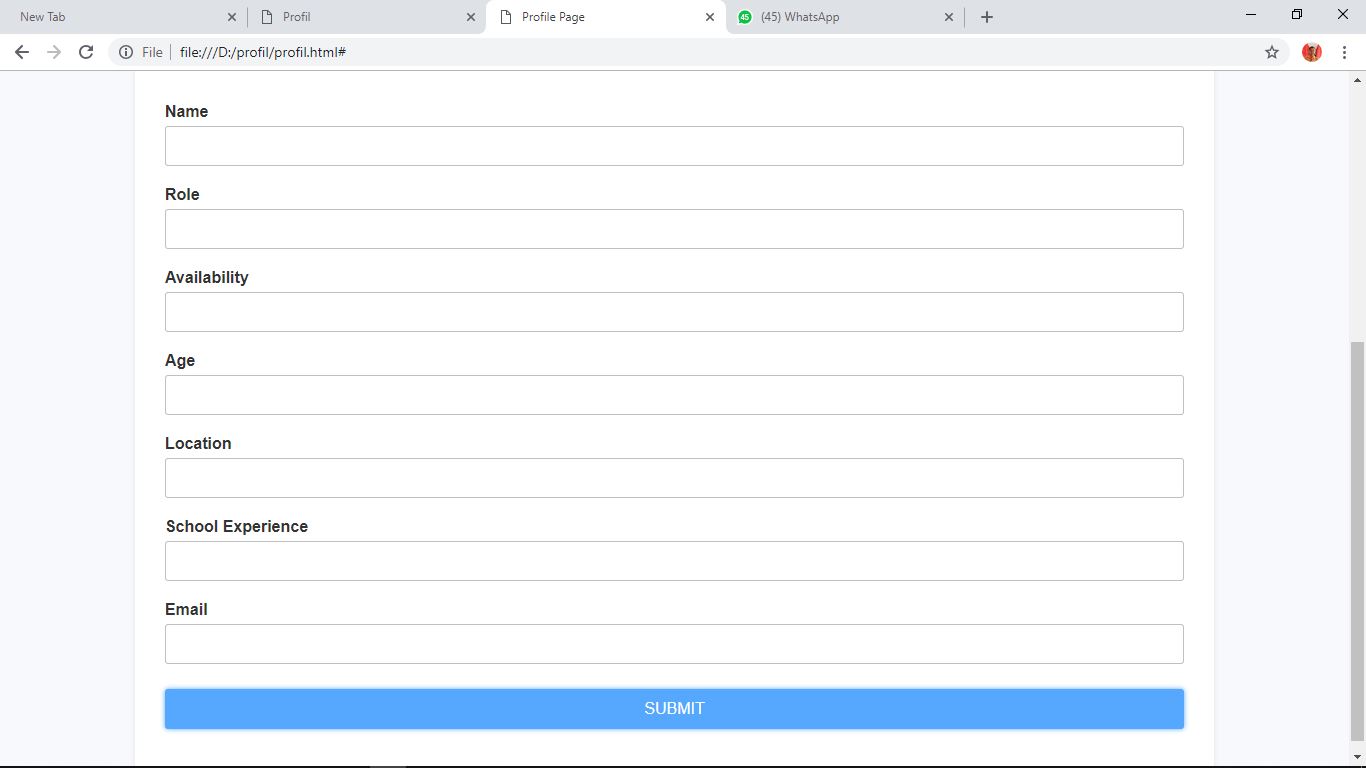 New Tab
Profil
Profile Page
45
(45) WhatsApp
File
file:///D:/profil/profil.html#
Name
Role
Availability
Age
Location
School Experience
Email
SUBMIT